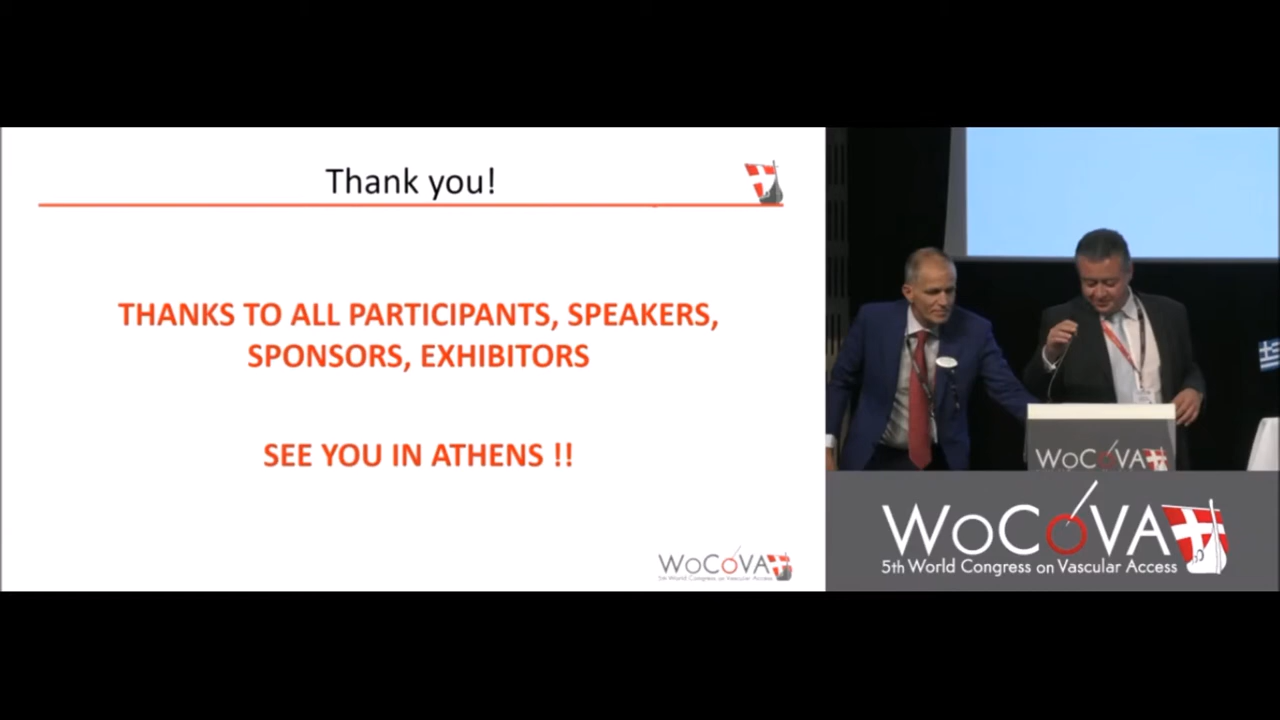 Thank you!
THANKS TO ALL PARTICIPANTS, SPEAKERS,
SPONSORS, EXHIBITORS
SEE YOU IN ATHENS !!
WoCoVA
5th World Congress on Vascular Access
WoCoVA
WoCoVA
5th World Congress on Vascular Access